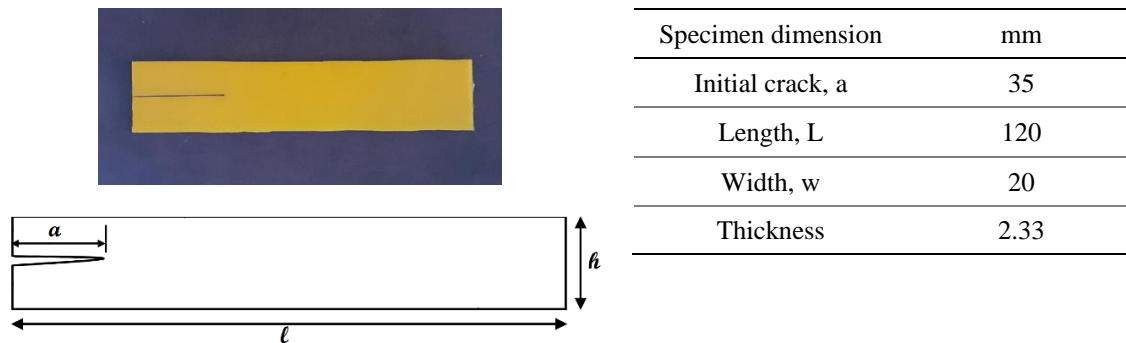 Specimen dimension mm
Initial crack, a 35
Length, L 120
Width, w 20
Thickness 2.33
a
h
ℓ